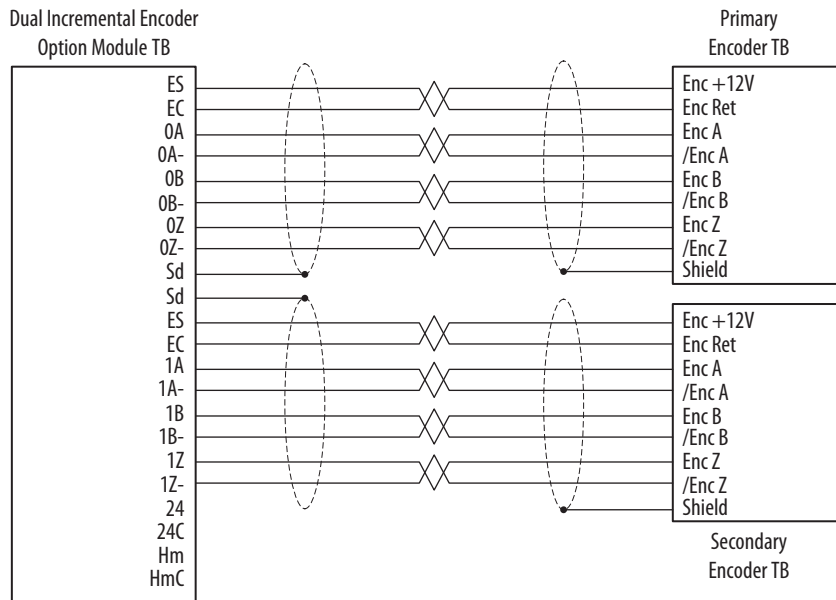 Dual Incremental Encoder
Option Module TB
ES
EC
0A
0A-
0B
0B-
0Z
0Z-
Sd
Sd
ES
EC
1A
1A-
1B
1B-
1Z
1Z-
24
24C
Hm
HmC
Primary
Encoder TB
Enc +12V
Enc Ret
Enc A
/Enc A
Enc B
/Enc B
Enc Z
/Enc Z
Shield
Enc +12V
Enc Ret
Enc A
/Enc A
Enc B
/Enc B
Enc Z
/Enc Z
Shield
Secondary
Encoder TB